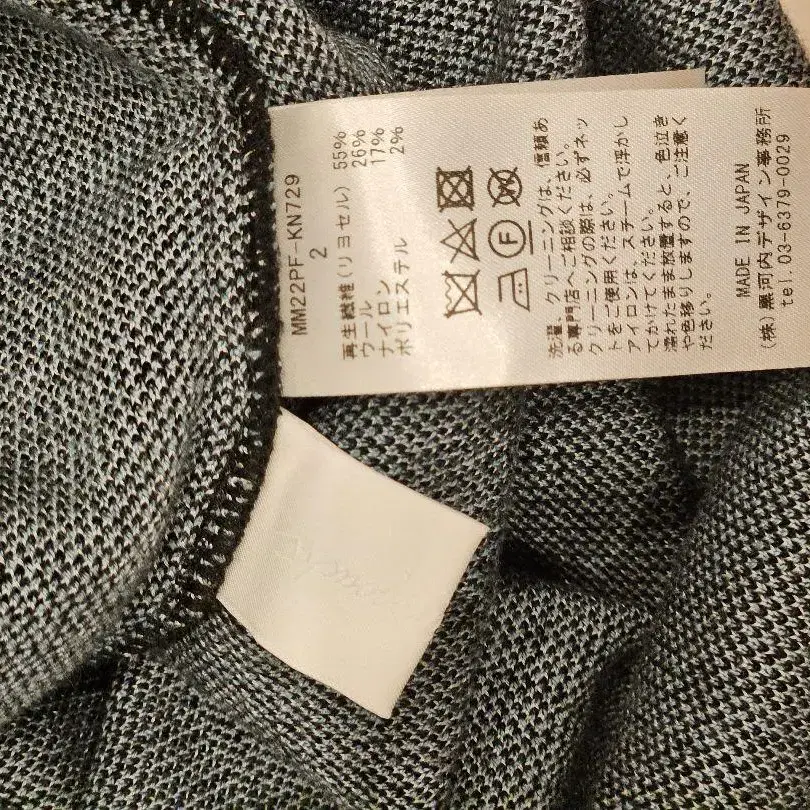 MM22PF-KN729
2
再生繊維(リヨセル) 55%
ウール 26%
ナイロン 17%
ポリエステル 2%
F
W
洗濯、クリーニングは、信頼あ
る専門店へご相談ください。
クリーニングの際は、必ずネッ
トをご使用ください。
アイロンは、スチームで浮かし
てかけてください。
濡れたまま放置すると、色泣き
や色移りしますので、ご注意く
ださい。
MADE IN JAPAN
(株)黒河内デザイン事務所
tel.03-6379-0029